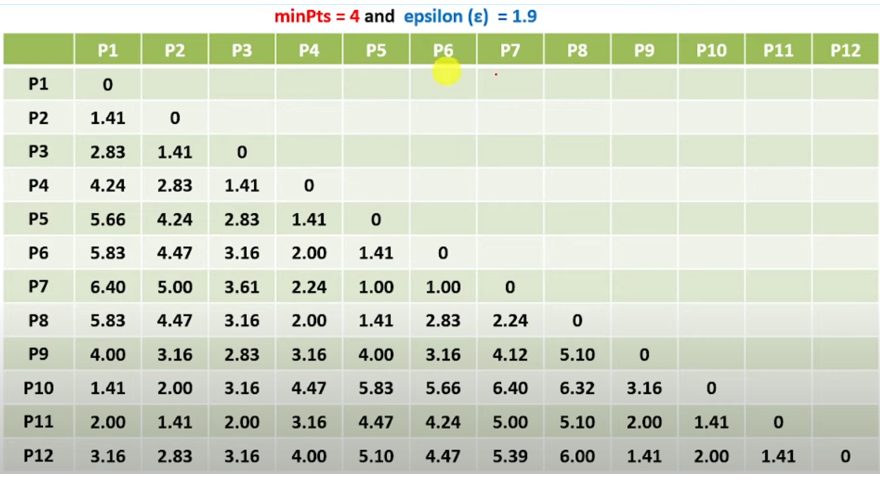 minPts = 4 and epsilon (ε) = 1.9
P1 P2 P3 P4 P5 P6 P7 P8 P9 P10 P11 P12
P1 0
P2 1.41 0
P3 2.83 1.41 0
P4 4.24 2.83 1.41 0
P5 5.66 4.24 2.83 1.41 0
P6 5.83 4.47 3.16 2.00 1.41 0
P7 6.40 5.00 3.61 2.24 1.00 1.00 0
P8 5.83 4.47 3.16 2.00 1.41 2.83 2.24 0
P9 4.00 3.16 2.83 3.16 4.00 3.16 4.12 5.10 0
P10 1.41 2.00 3.16 4.47 5.83 5.66 6.40 6.32 3.16 0
P11 2.00 1.41 2.00 3.16 4.47 4.24 5.00 5.10 2.00 1.41 0
P12 3.16 2.83 3.16 4.00 5.10 4.47 5.39 6.00 1.41 2.00 1.41 0